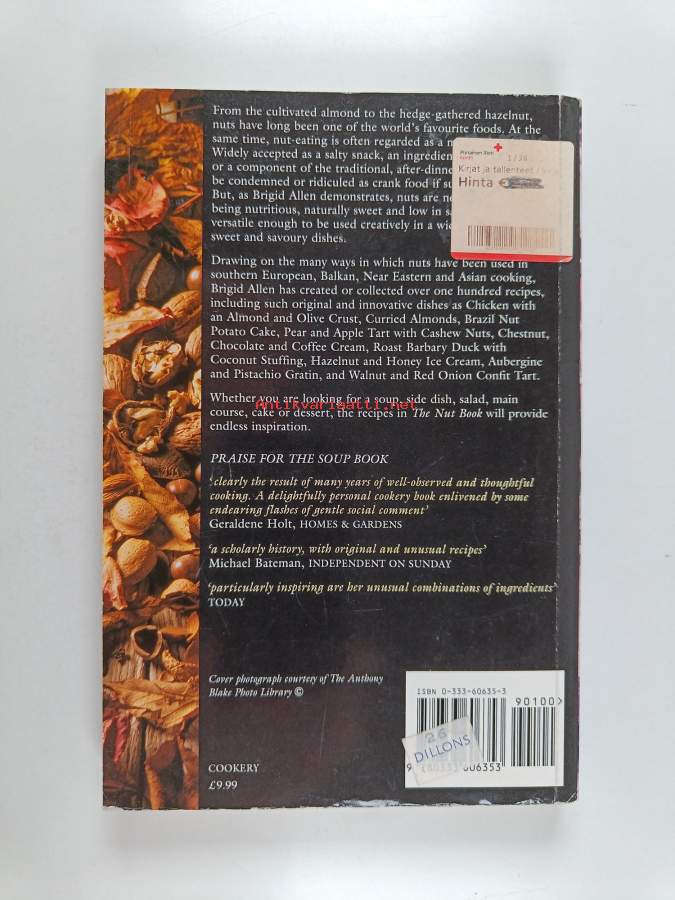 From the cultivated almond to the hedge-gathered hazelnut,
nuts have long been one of the world's favourite foods. At the
same time, nut-eating is often regarded as a
Widely accepted as a salty snack, an
or a component of the traditional, after-
be condemned or ridiculed as crank food if
But, as Brigid Allen demonstrates, nuts are
being nutritious, naturally sweet and low in
versatile enough to be used creatively in a
sweet and savoury dishes.
Punainen Risti
Kontti
1/36
Kirjat ja tallenteet
Hinta
Drawing on the many ways in which nuts have been used in
southern European, Balkan, Near Eastern and Asian cooking,
Brigid Allen has created or collected over one hundred recipes,
including such original and innovative dishes as Chicken with
an Almond and Olive Crust, Curried Almonds, Brazil Nut
Potato Cake, Pear and Apple Tart with Cashew Nuts, Chestnut,
Chocolate and Coffee Cream, Roast Barbary Duck with
Coconut Stuffing, Hazelnut and Honey Ice Cream, Aubergine
and Pistachio Gratin, and Walnut and Red Onion Confit Tart.
Whether you are looking for a soup, side dish, salad, main
Antikvariaatti.net
course, cake or dessert, the recipes in The Nut Book will provide
endless inspiration.
PRAISE FOR THE SOUP BOOK
'clearly the result of many years of well-observed and thoughtful
cooking. A delightfully personal cookery book enlivened by some
endearing flashes of gentle social comment'
Geraldene Holt, HOMES & GARDENS
'a scholarly history, with original and unusual recipes'
Michael Bateman, INDEPENDENT ON SUNDAY
'particularly inspiring are her unusual combinations of ingredients'
TODAY
Cover photograph courtesy of The Anthony
Blake Photo Library ©
ISBN 0-333-60635-3
90100>
26
DILLONS
9
606353
COOKERY
£9.99